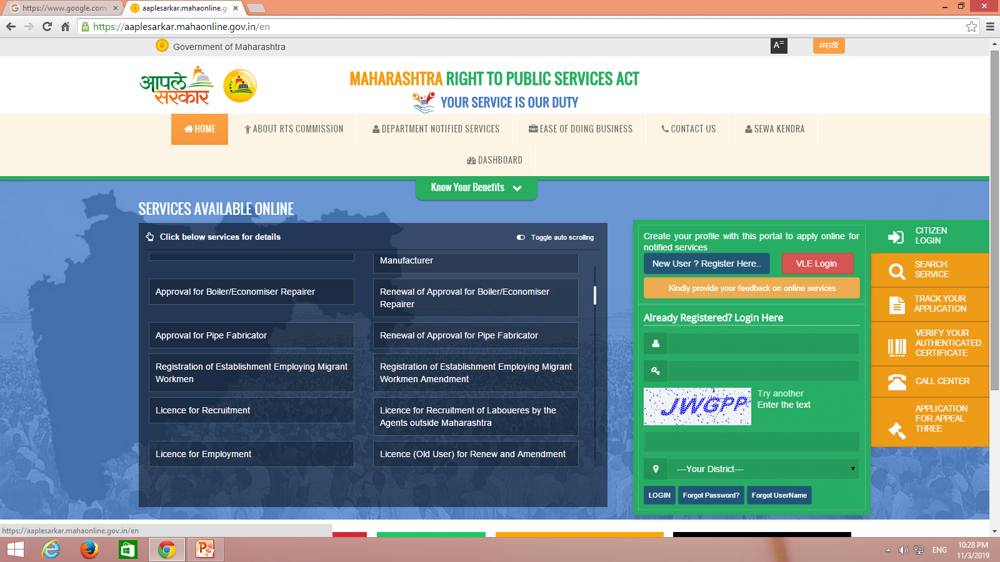 https://www.google.com/
aaplesarkar.mahaonline.g
https://aaplesarkar.mahaonline.gov.in/en
Government of Maharashtra
A=
मराठी
आपले
सरकार
MAHARASHTRA RIGHT TO PUBLIC SERVICES ACT
YOUR SERVICE IS OUR DUTY
HOME
ABOUT RTS COMMISSION
DEPARTMENT NOTIFIED SERVICES
EASE OF DOING BUSINESS
CONTACT US
SEWA KENDRA
DASHBOARD
Know Your Benefits
SERVICES AVAILABLE ONLINE
Click below services for details
Toggle auto scrolling
Manufacturer
Approval for Boiler/Economiser Repairer
Renewal of Approval for Boiler/Economiser
Repairer
Approval for Pipe Fabricator
Renewal of Approval for Pipe Fabricator
Registration of Establishment Employing Migrant
Workmen
Registration of Establishment Employing Migrant
Workmen Amendment
Licence for Recruitment
Licence for Recruitment of Laboueres by the
Agents outside Maharashtra
Licence for Employment
Licence (Old User) for Renew and Amendment
Create your profile with this portal to apply online for
notified services
New User ? Register Here..
VLE Login
Kindly provide your feedback on online services
Already Registered? Login Here
JWGPP
Try another
Enter the text
---Your District---
LOGIN
Forgot Password?
Forgot UserName
CITIZEN
LOGIN
SEARCH
SERVICE
TRACK YOUR
APPLICATION
VERIFY YOUR
AUTHENTICATED
CERTIFICATE
CALL CENTER
APPLICATION
FOR APPEAL
THREE
https://aaplesarkar.mahaonline.gov.in/en
ENG
10:28 PM
11/3/2019